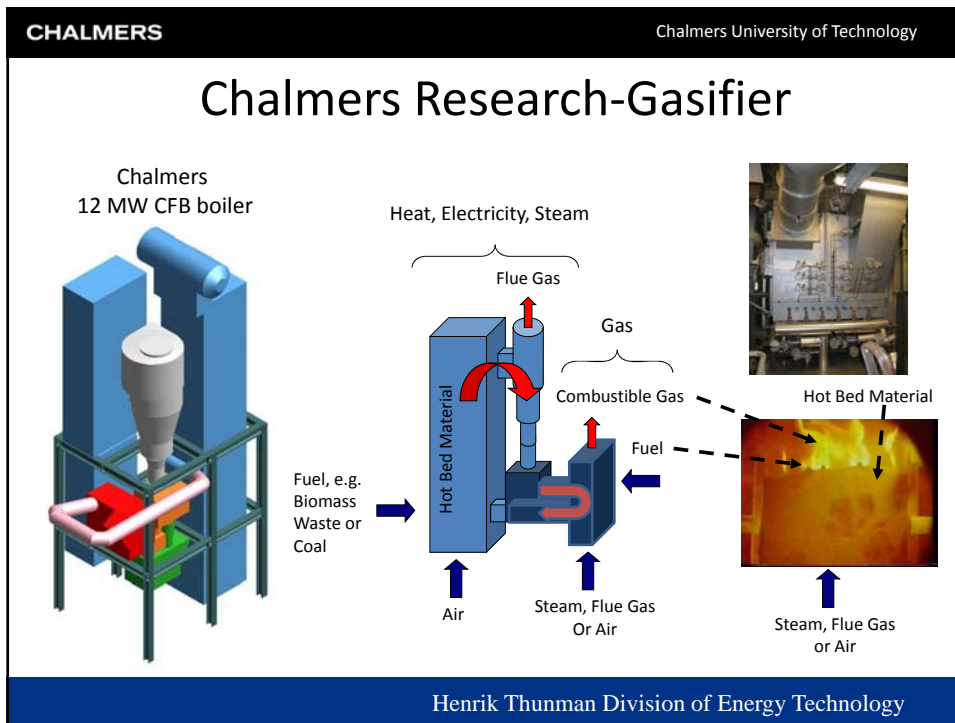 CHALMERS
Chalmers University of Technology
Chalmers Research-Gasifier
Chalmers
12 MW CFB boiler
Heat, Electricity, Steam
Flue Gas
Gas
Combustible Gas
Hot Bed Material
Fuel
Hot Bed Material
Fuel, e.g.
Biomass
Waste or
Coal
Air
Steam, Flue Gas
Or Air
Steam, Flue Gas
or Air
Henrik Thunman Division of Energy Technology